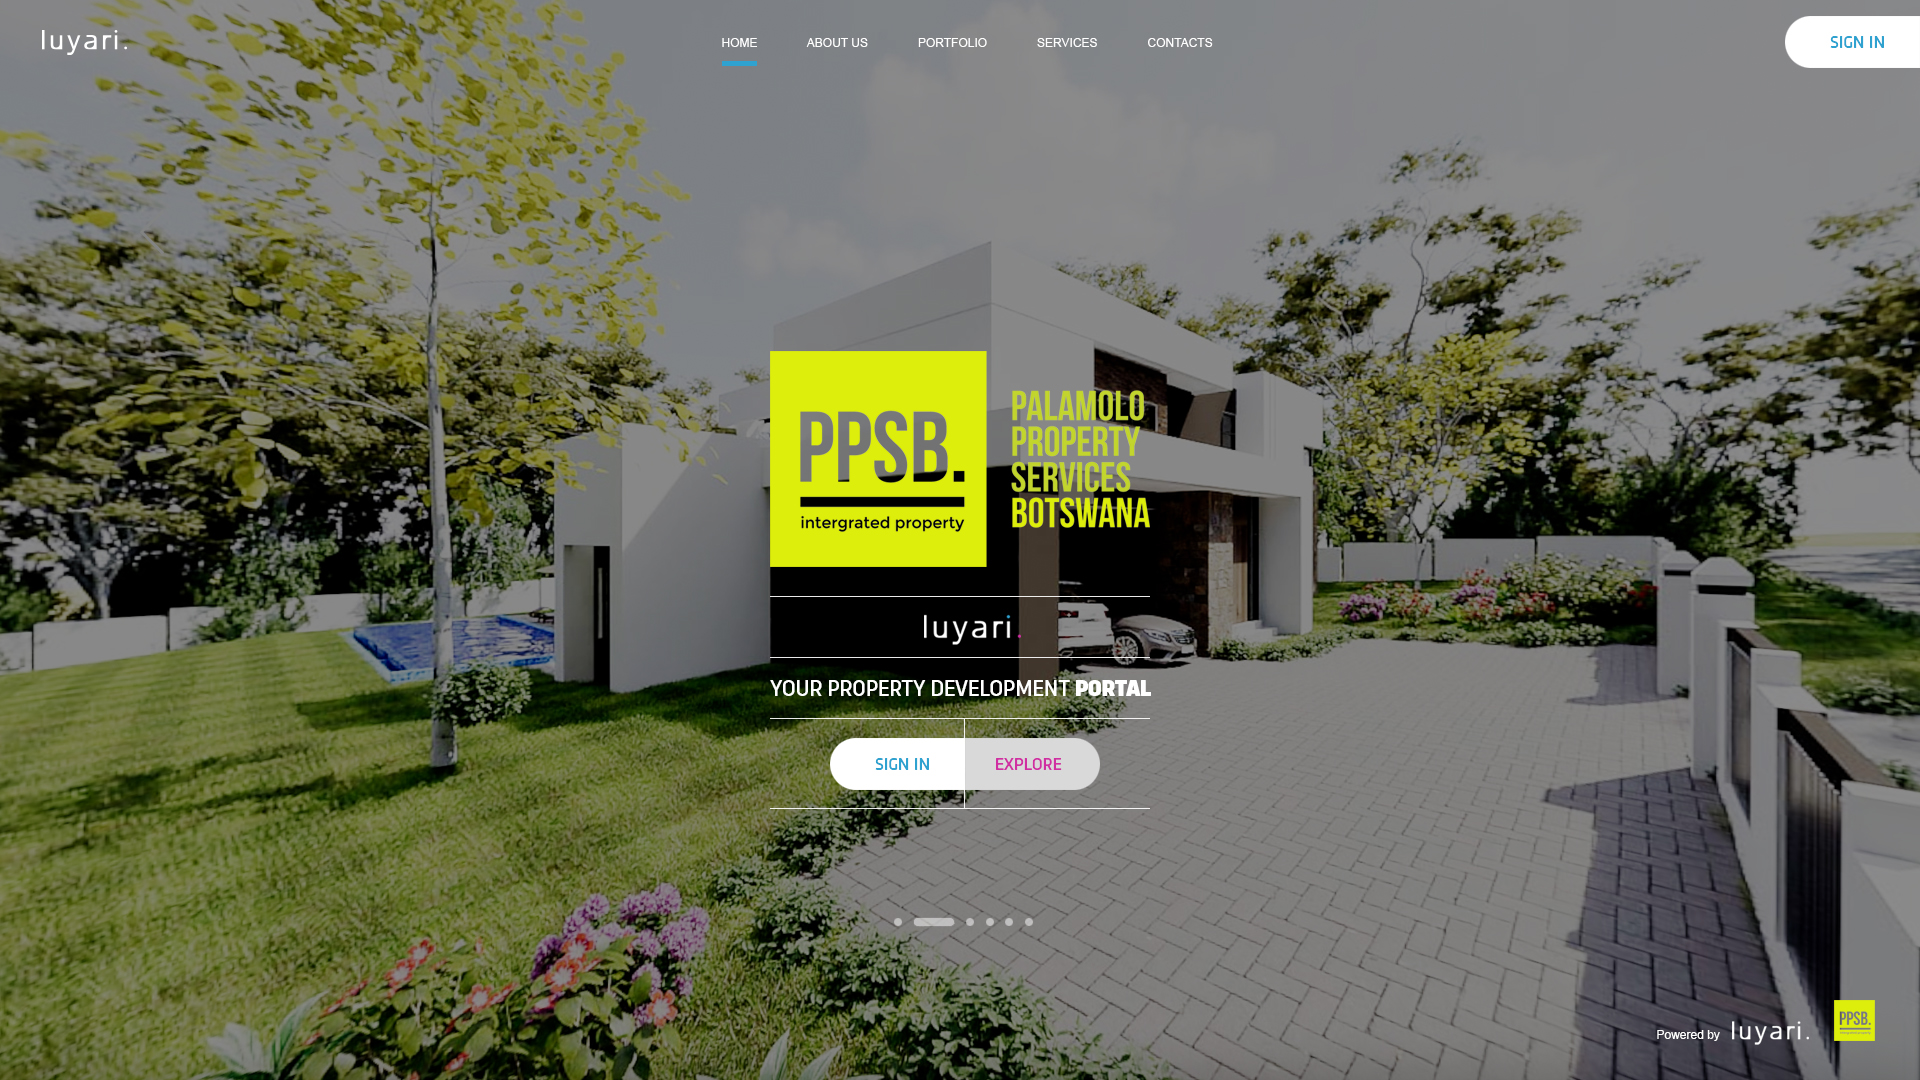 luyari.
HOME
ABOUT US
PORTFOLIO
SERVICES
CONTACTS
SIGN IN
PPSB.
intergrated property
PALAMOLO
PROPERTY
SERVICES
BOTSWANA
luyari.
YOUR PROPERTY DEVELOPMENT PORTAL
SIGN IN
EXPLORE
Powered by luyari.
PPSB.